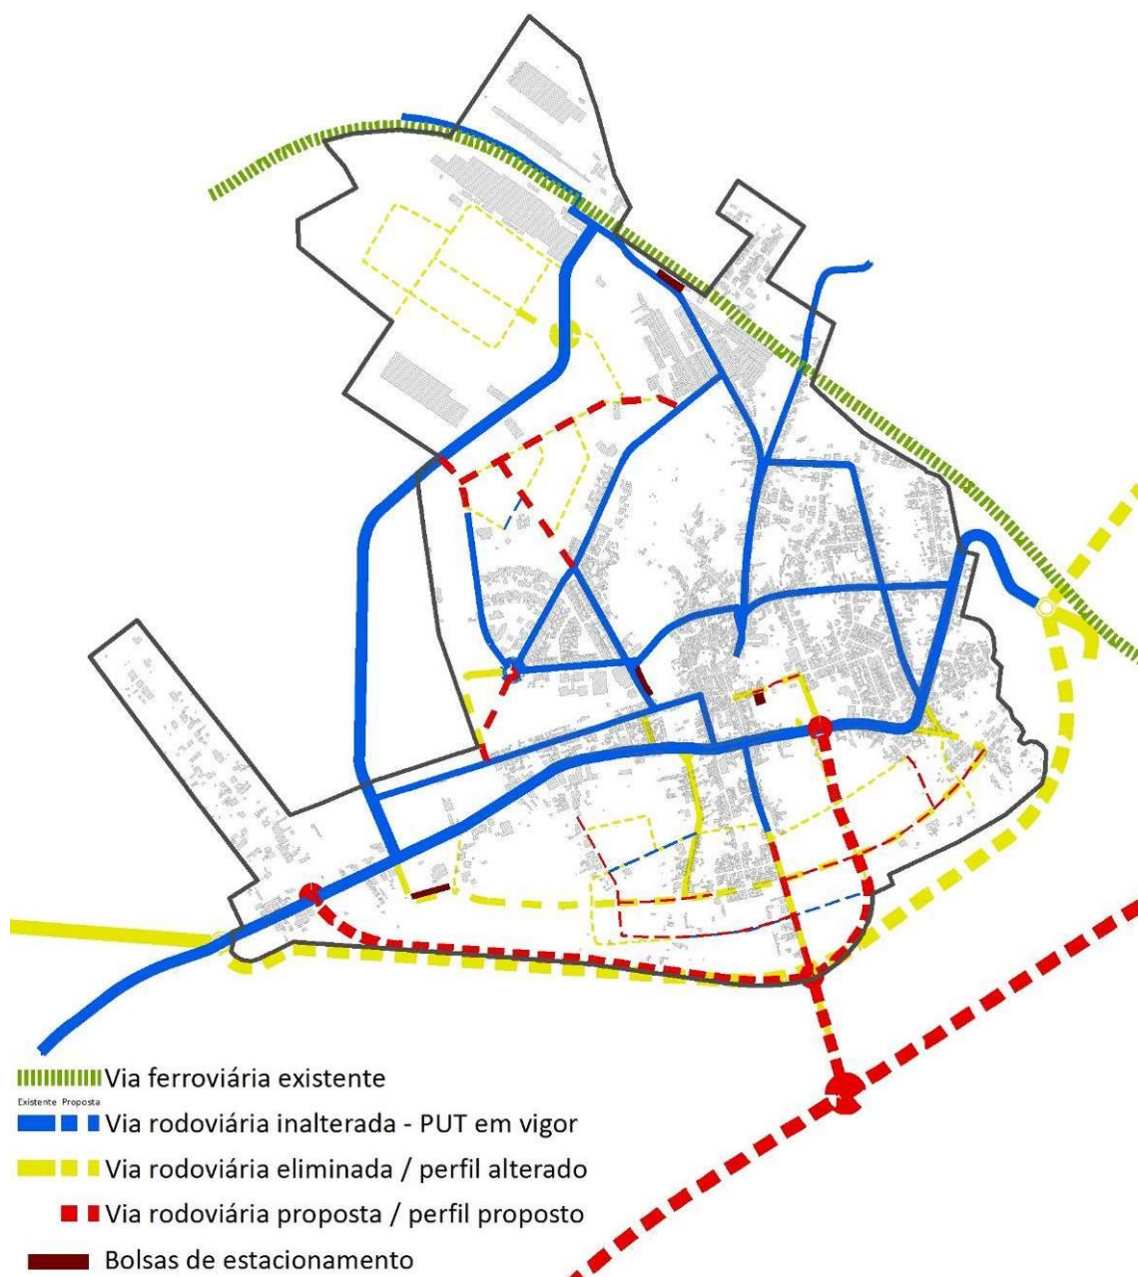 Via ferroviária existente
Existente Proposta
Via rodoviária inalterada - PUT em vigor
Via rodoviária eliminada / perfil alterado
Via rodoviária proposta / perfil proposto
Bolsas de estacionamento